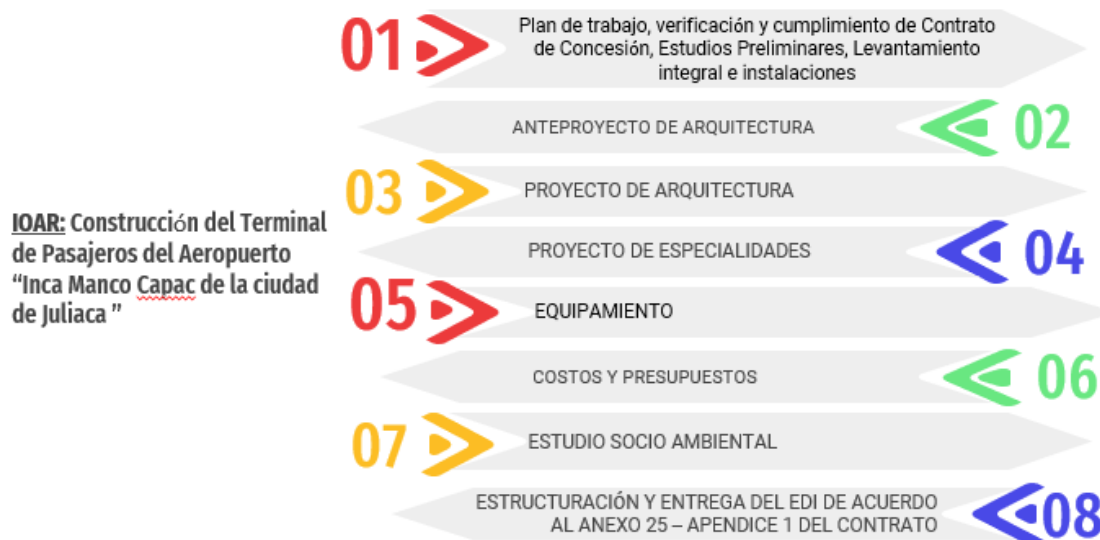 IOAR: Construcción del Terminal
de Pasajeros del Aeropuerto
“Inca Manco Capac de la ciudad
de Juliaca ”
01
Plan de trabajo, verificación y cumplimiento de Contrato
de Concesión, Estudios Preliminares, Levantamiento
integral e instalaciones
ANTEPROYECTO DE ARQUITECTURA
02
03
PROYECTO DE ARQUITECTURA
PROYECTO DE ESPECIALIDADES
04
05
EQUIPAMIENTO
COSTOS Y PRESUPUESTOS
06
07
ESTUDIO SOCIO AMBIENTAL
ESTRUCTURACIÓN Y ENTREGA DEL EDI DE ACUERDO
AL ANEXO 25 – APENDICE 1 DEL CONTRATO
08